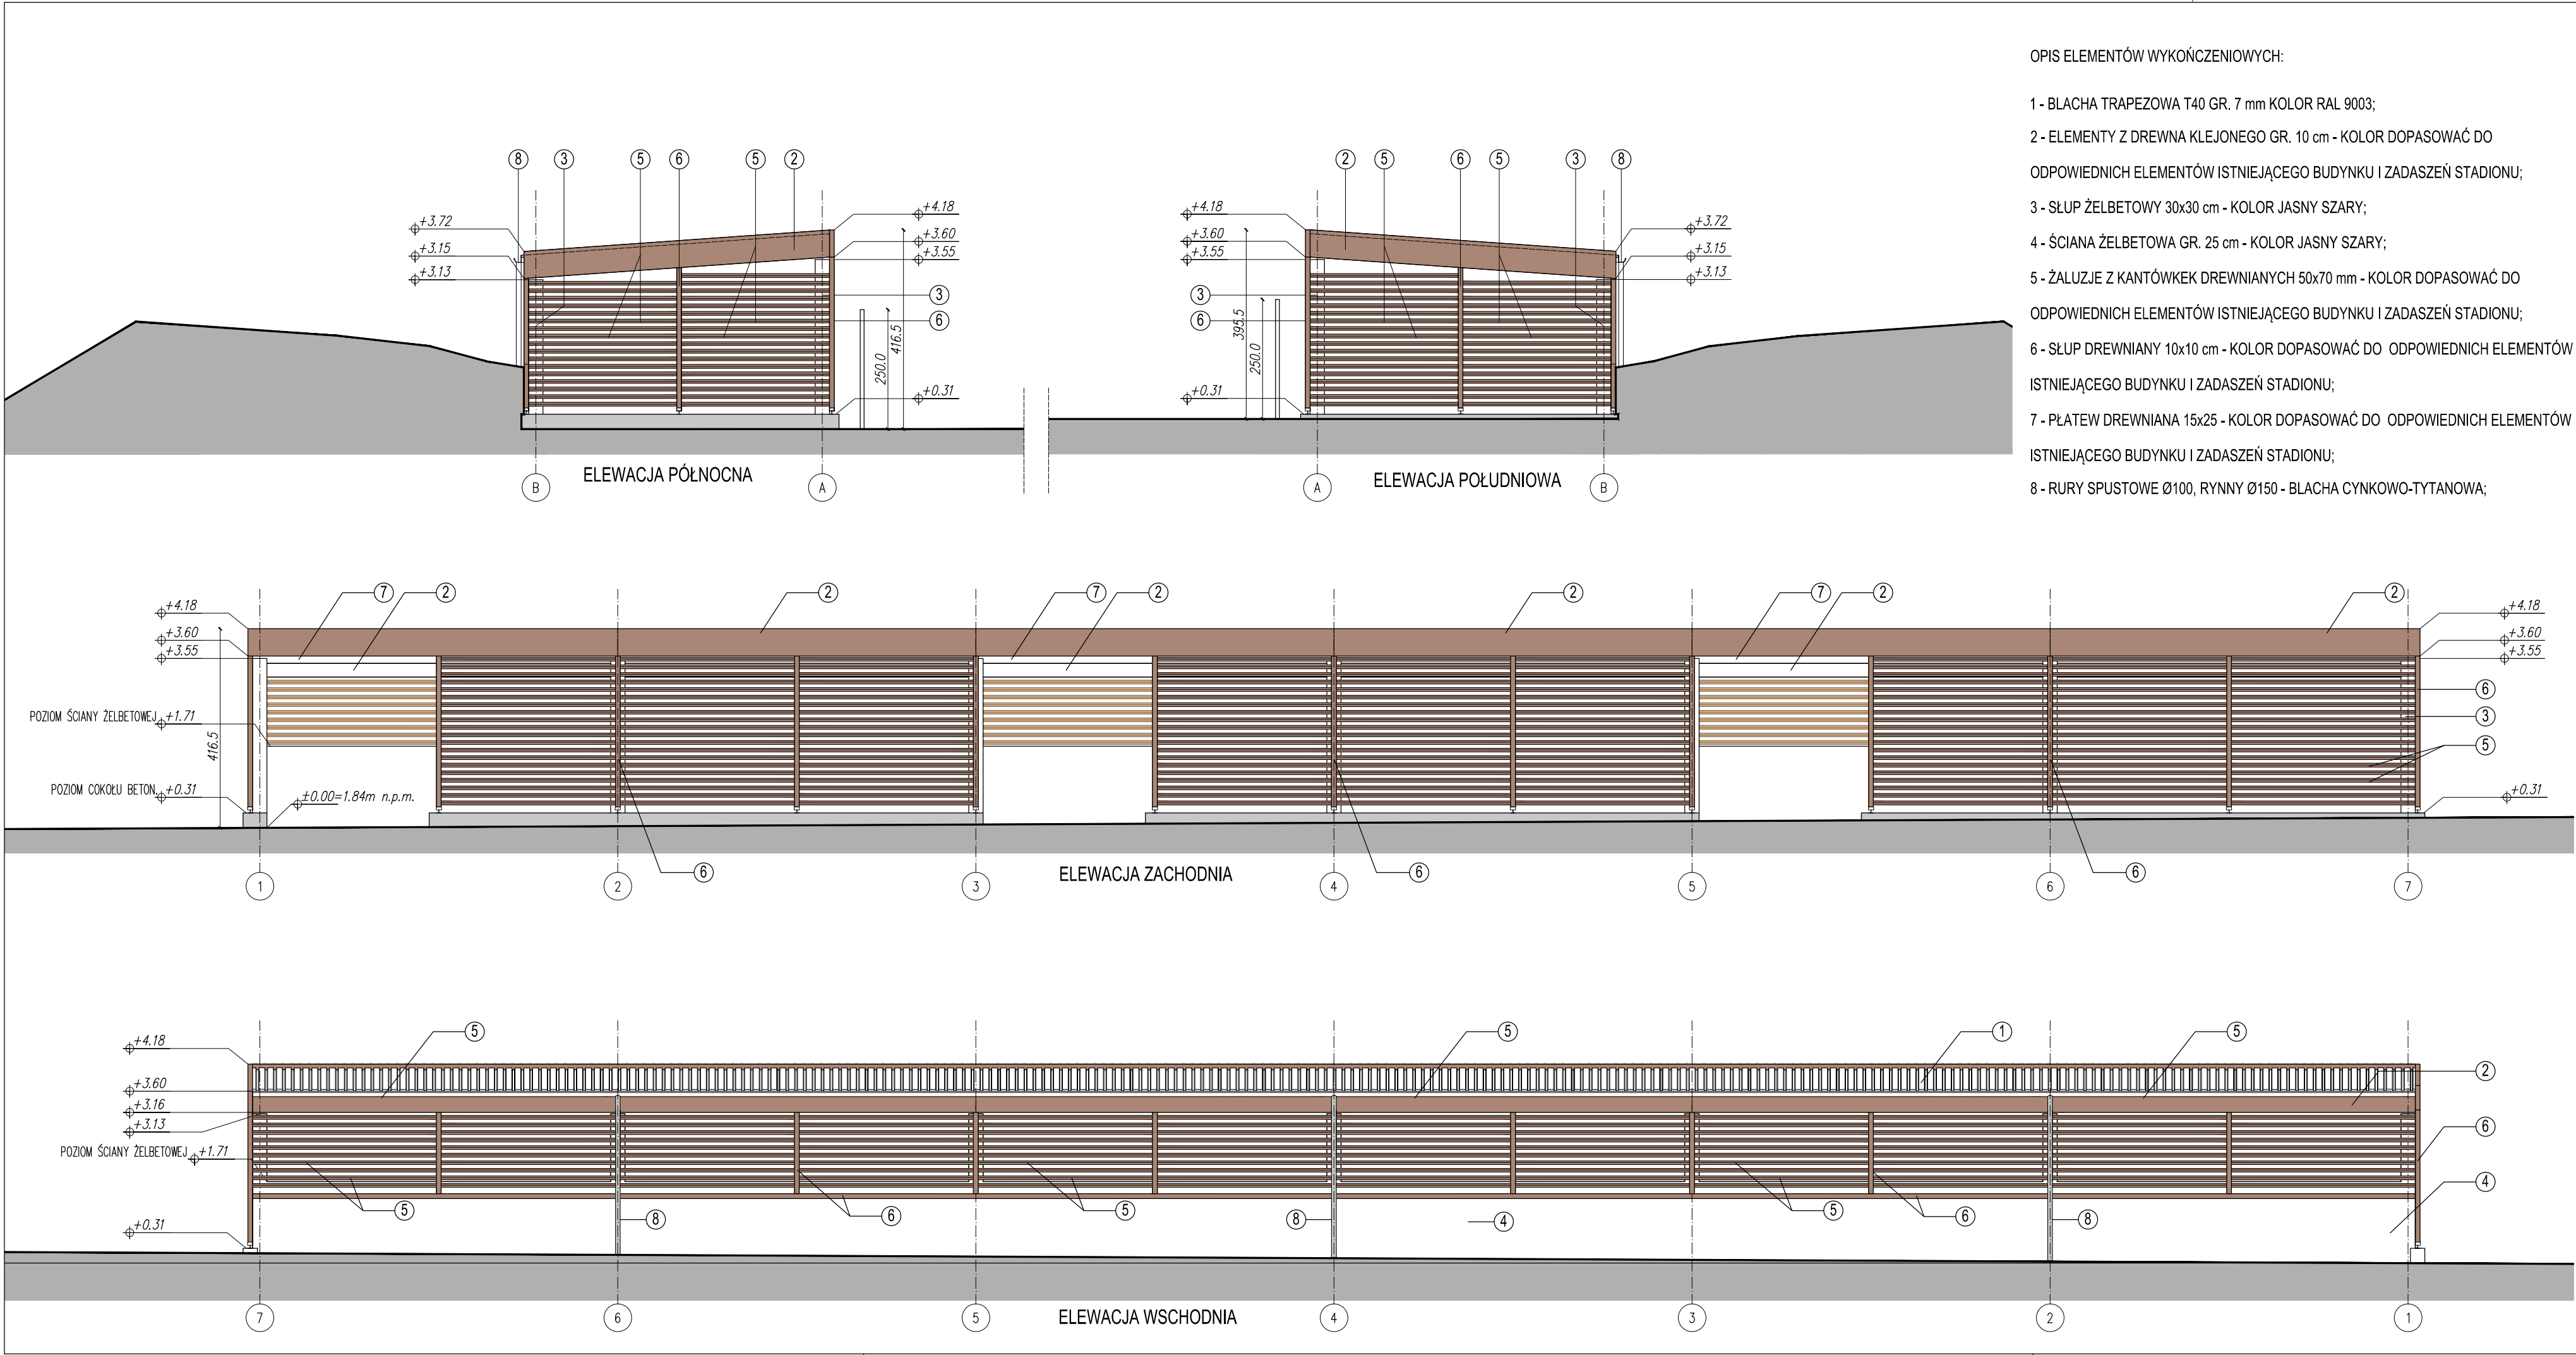 OPIS ELEMENTÓW WYKOŃCZENIOWYCH:
1 - BLACHA TRAPEZOWA T40 GR. 7 mm KOLOR RAL 9003;
2 - ELEMENTY Z DREWNA KLEJONEGO GR. 10 cm - KOLOR DOPASOWAĆ DO
ODPOWIEDNICH ELEMENTÓW ISTNIEJĄCEGO BUDYNKU I ZADASZEŃ STADIONU;
3 - SŁUP ŻELBETOWY 30x30 cm - KOLOR JASNY SZARY;
4 - ŚCIANA ŻELBETOWA GR. 25 cm - KOLOR JASNY SZARY;
5 - ŻALUZJE Z KANTÓWKEK DREWNIANYCH 50x70 mm - KOLOR DOPASOWAĆ DO
ODPOWIEDNICH ELEMENTÓW ISTNIEJĄCEGO BUDYNKU I ZADASZEŃ STADIONU;
6 - SŁUP DREWNIANY 10x10 cm - KOLOR DOPASOWAĆ DO ODPOWIEDNICH ELEMENTÓW
ISTNIEJĄCEGO BUDYNKU I ZADASZEŃ STADIONU;
7 - PŁATEW DREWNIANA 15x25 - KOLOR DOPASOWAĆ DO ODPOWIEDNICH ELEMENTÓW
ISTNIEJĄCEGO BUDYNKU I ZADASZEŃ STADIONU;
8 - RURY SPUSTOWE Ø100, RYNNY Ø150 - BLACHA CYNKOWO-TYTANOWA;
8 3 5 6 5 2
+3.72
+3.15
+3.13
+4.18
+3.60
+3.55
3
6
250.0
416.5
+0.31
ELEWACJA PÓŁNOCNA
B A
2 5 6 5 3 8
+4.18
+3.60
+3.55
3
6
395.5
250.0
+0.31
+3.72
+3.15
+3.13
ELEWACJA POŁUDNIOWA
A B
7 2 2 7 2 2 7 2 2
+4.18
+3.60
+3.55
POZIOM ŚCIANY ŻELBETOWEJ +1.71
416.5
POZIOM COKOŁU BETON. +0.31
±0.00=1.84m n.p.m.
+4.18
+3.60
+3.55
6
3
5
+0.31
6 6 6
ELEWACJA ZACHODNIA
1 2 3 4 5 6 7
5 5 1 5
+4.18
+3.60
+3.16
+3.13
POZIOM ŚCIANY ŻELBETOWEJ +1.71
+0.31
2
6
4
5 8 6 5 8 4 5 6 8
ELEWACJA WSCHODNIA
7 6 5 4 3 2 1